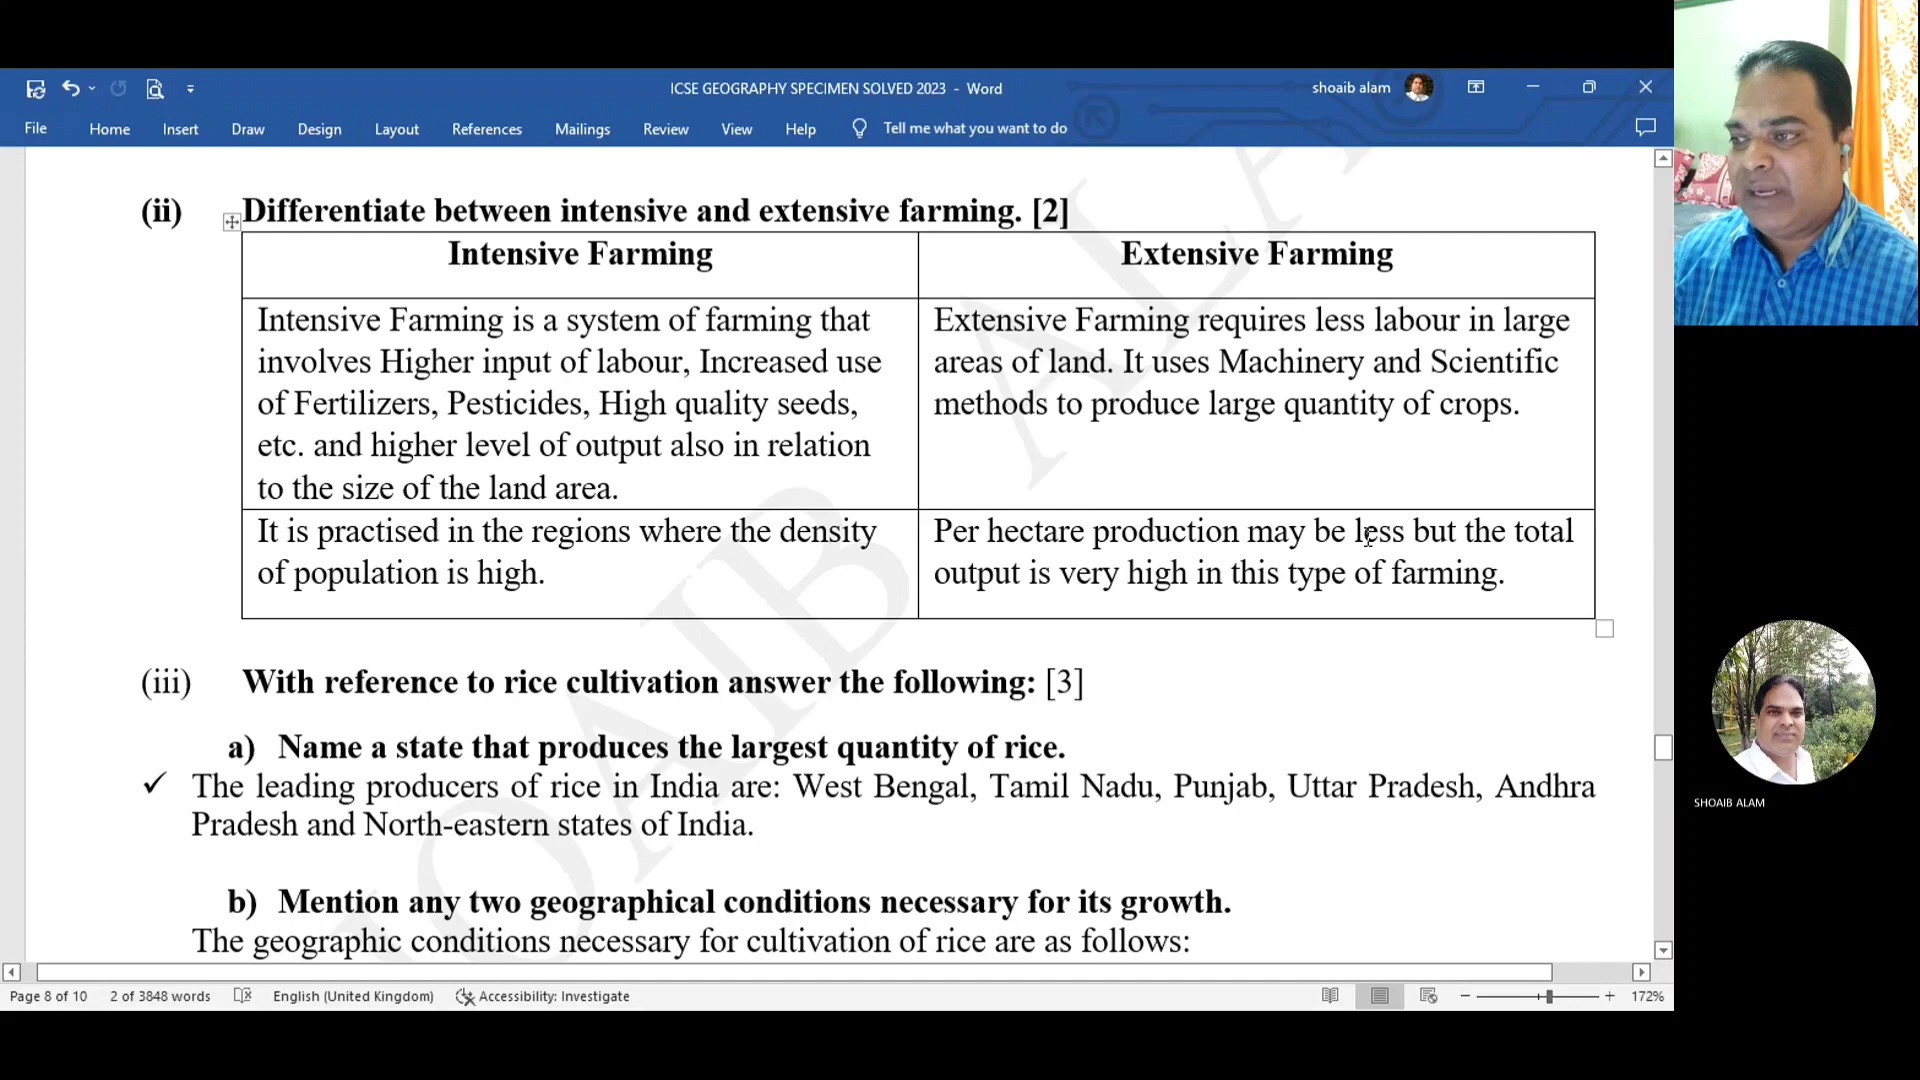 ICSE GEOGRAPHY SPECIMEN SOLVED 2023 - Word
shoaib alam
File Home Insert Draw Design Layout References Mailings Review View Help Tell me what you want to do
(ii) Differentiate between intensive and extensive farming. [2]
Intensive Farming
Extensive Farming
Intensive Farming is a system of farming that
involves Higher input of labour, Increased use
of Fertilizers, Pesticides, High quality seeds,
etc. and higher level of output also in relation
to the size of the land area.
Extensive Farming requires less labour in large
areas of land. It uses Machinery and Scientific
methods to produce large quantity of crops.
It is practised in the regions where the density
of population is high.
Per hectare production may be less but the total
output is very high in this type of farming.
(iii) With reference to rice cultivation answer the following: [3]
a) Name a state that produces the largest quantity of rice.
✓ The leading producers of rice in India are: West Bengal, Tamil Nadu, Punjab, Uttar Pradesh, Andhra
Pradesh and North-eastern states of India.
b) Mention any two geographical conditions necessary for its growth.
The geographic conditions necessary for cultivation of rice are as follows:
Page 8 of 10 2 of 3848 words English (United Kingdom) Accessibility: Investigate 172%
SHOAIB ALAM